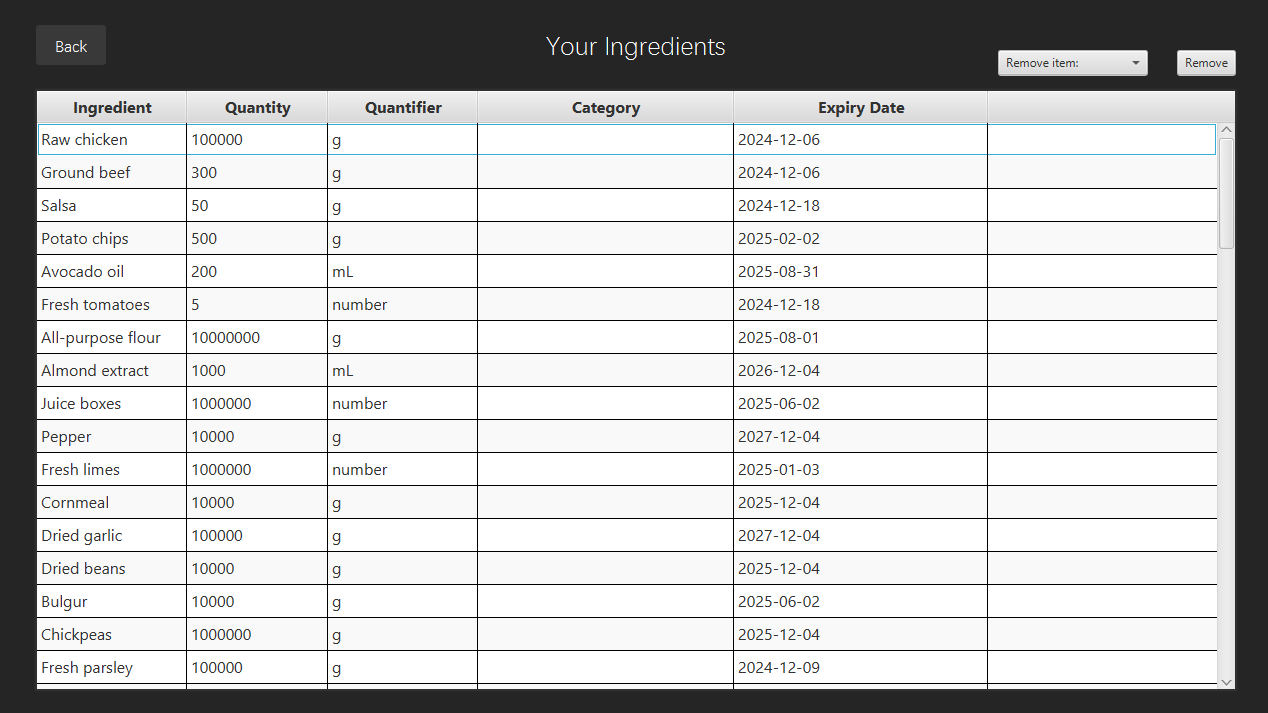 Back
Your Ingredients
Remove item:
Remove
Ingredient Quantity Quantifier Category Expiry Date
Raw chicken 100000 g 2024-12-06
Ground beef 300 g 2024-12-06
Salsa 50 g 2024-12-18
Potato chips 500 g 2025-02-02
Avocado oil 200 mL 2025-08-31
Fresh tomatoes 5 number 2024-12-18
All-purpose flour 10000000 g 2025-08-01
Almond extract 1000 mL 2026-12-04
Juice boxes 1000000 number 2025-06-02
Pepper 10000 g 2027-12-04
Fresh limes 1000000 number 2025-01-03
Cornmeal 10000 g 2025-12-04
Dried garlic 100000 g 2027-12-04
Dried beans 10000 g 2025-12-04
Bulgur 10000 g 2025-06-02
Chickpeas 1000000 g 2025-12-04
Fresh parsley 100000 g 2024-12-09